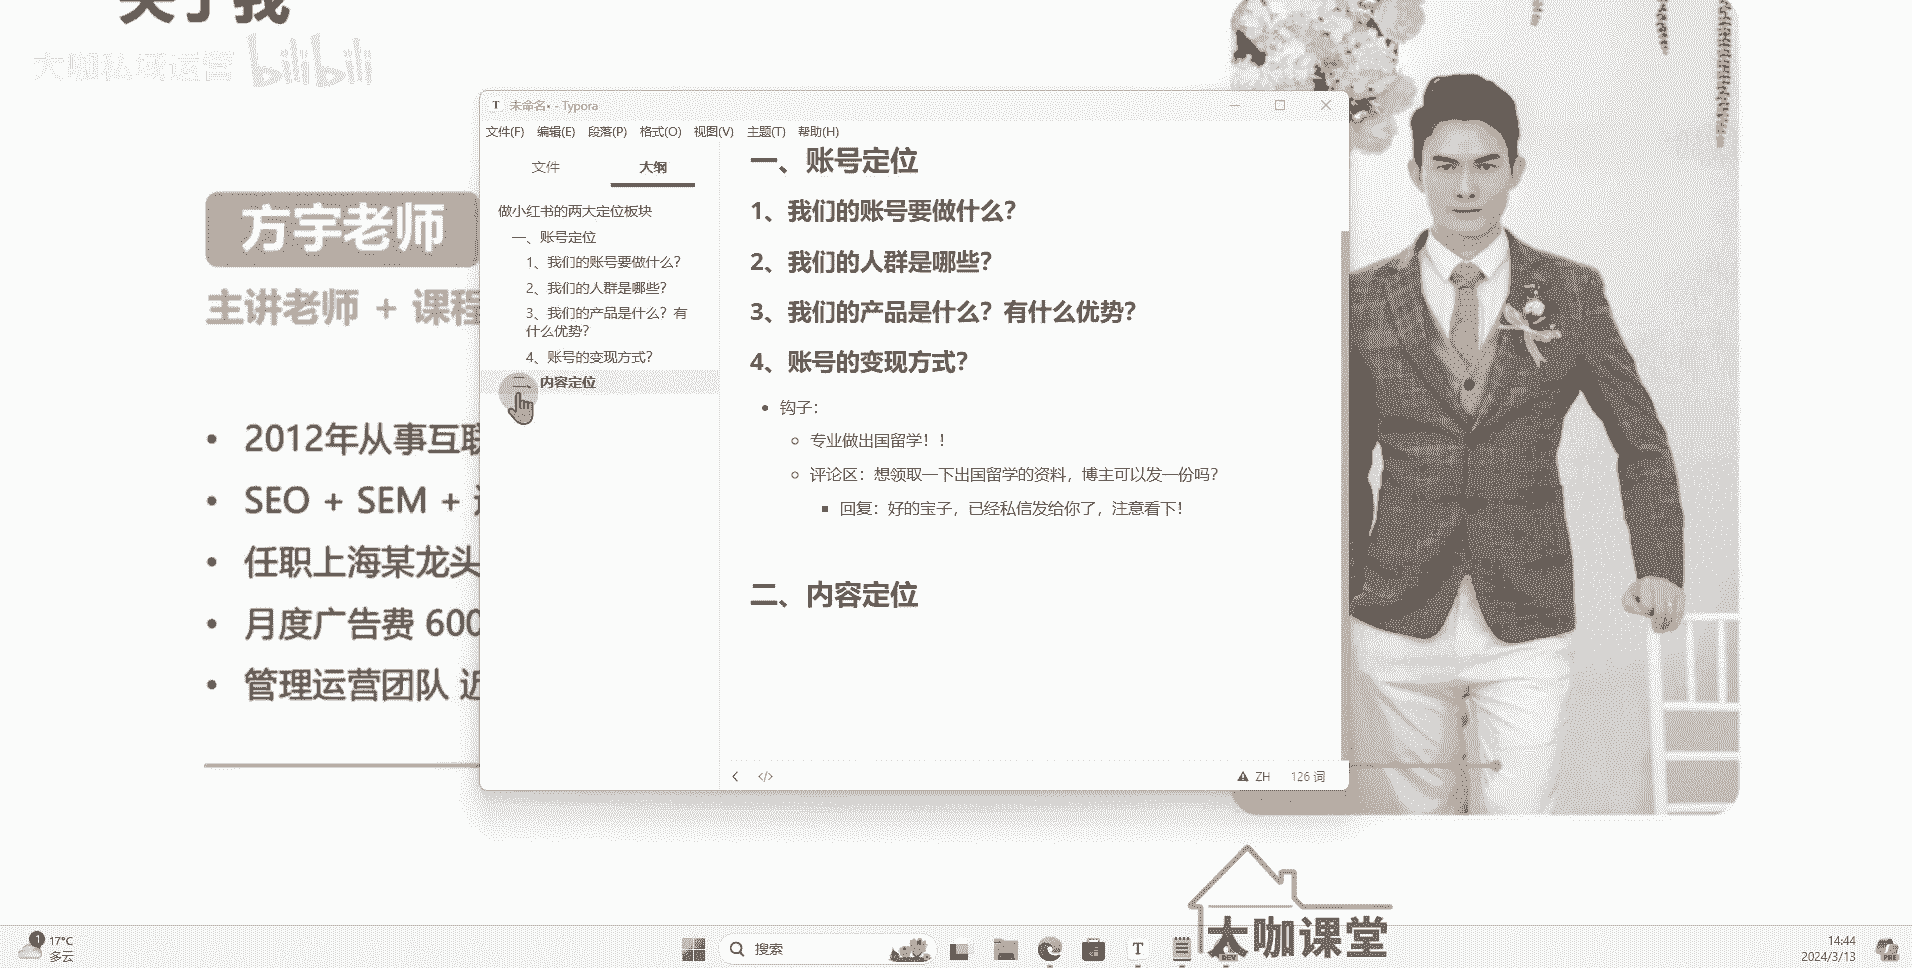 关于我
大咖私域运营 bilibili
方宇老师
主讲老师 + 课程
2012年从事互联
SEO + SEM +
任职上海某龙头
月度广告费 600
管理运营团队 近
未命名• - Typora
文件(F) 编辑(E) 段落(P) 格式(O) 视图(V) 主题(T) 帮助(H)
文件 大纲
做小红书的两大定位板块
一、账号定位
1、我们的账号要做什么？
2、我们的人群是哪些？
3、我们的产品是什么？有
什么优势？
4、账号的变现方式？
二、内容定位
一、账号定位
1、我们的账号要做什么？
2、我们的人群是哪些？
3、我们的产品是什么？有什么优势？
4、账号的变现方式？
钩子：
专业做出国留学！！
评论区：想领取一下出国留学的资料，博主可以发一份吗？
回复：好的宝子，已经私信发给你了，注意看下！
二、内容定位
</> ZH 126 词
大咖课堂
1 17°C
多云
搜索
T
14:44
2024/3/13
PRE